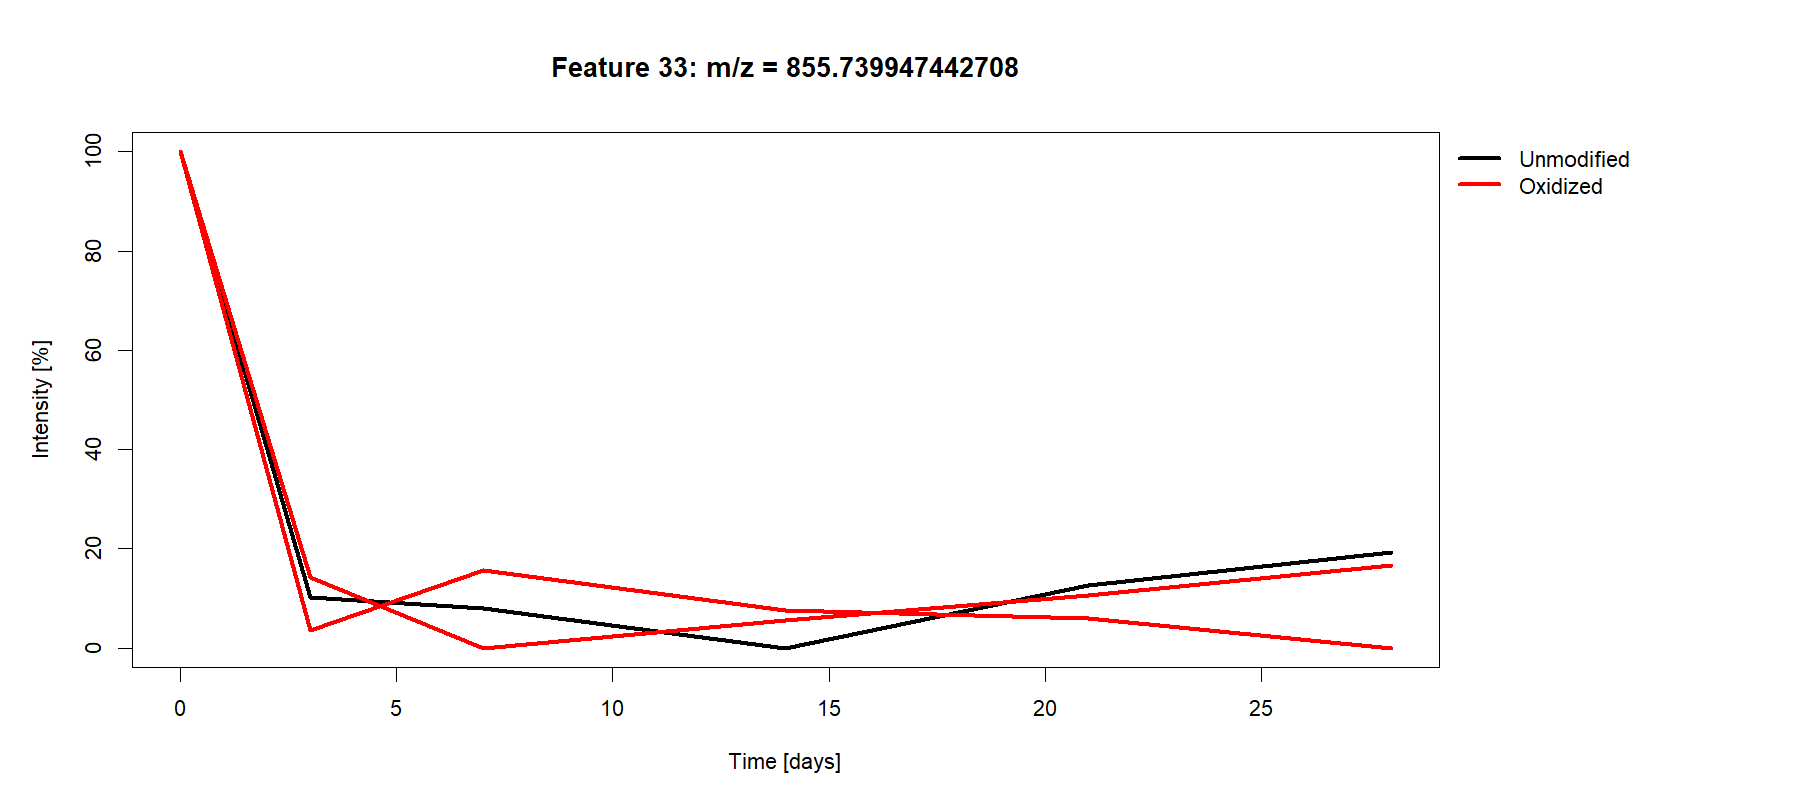 Feature 33: m/z = 855.739947442708
Unmodified
Oxidized
Intensity [%]
100
80
60
40
20
0
0 5 10 15 20 25
Time [days]